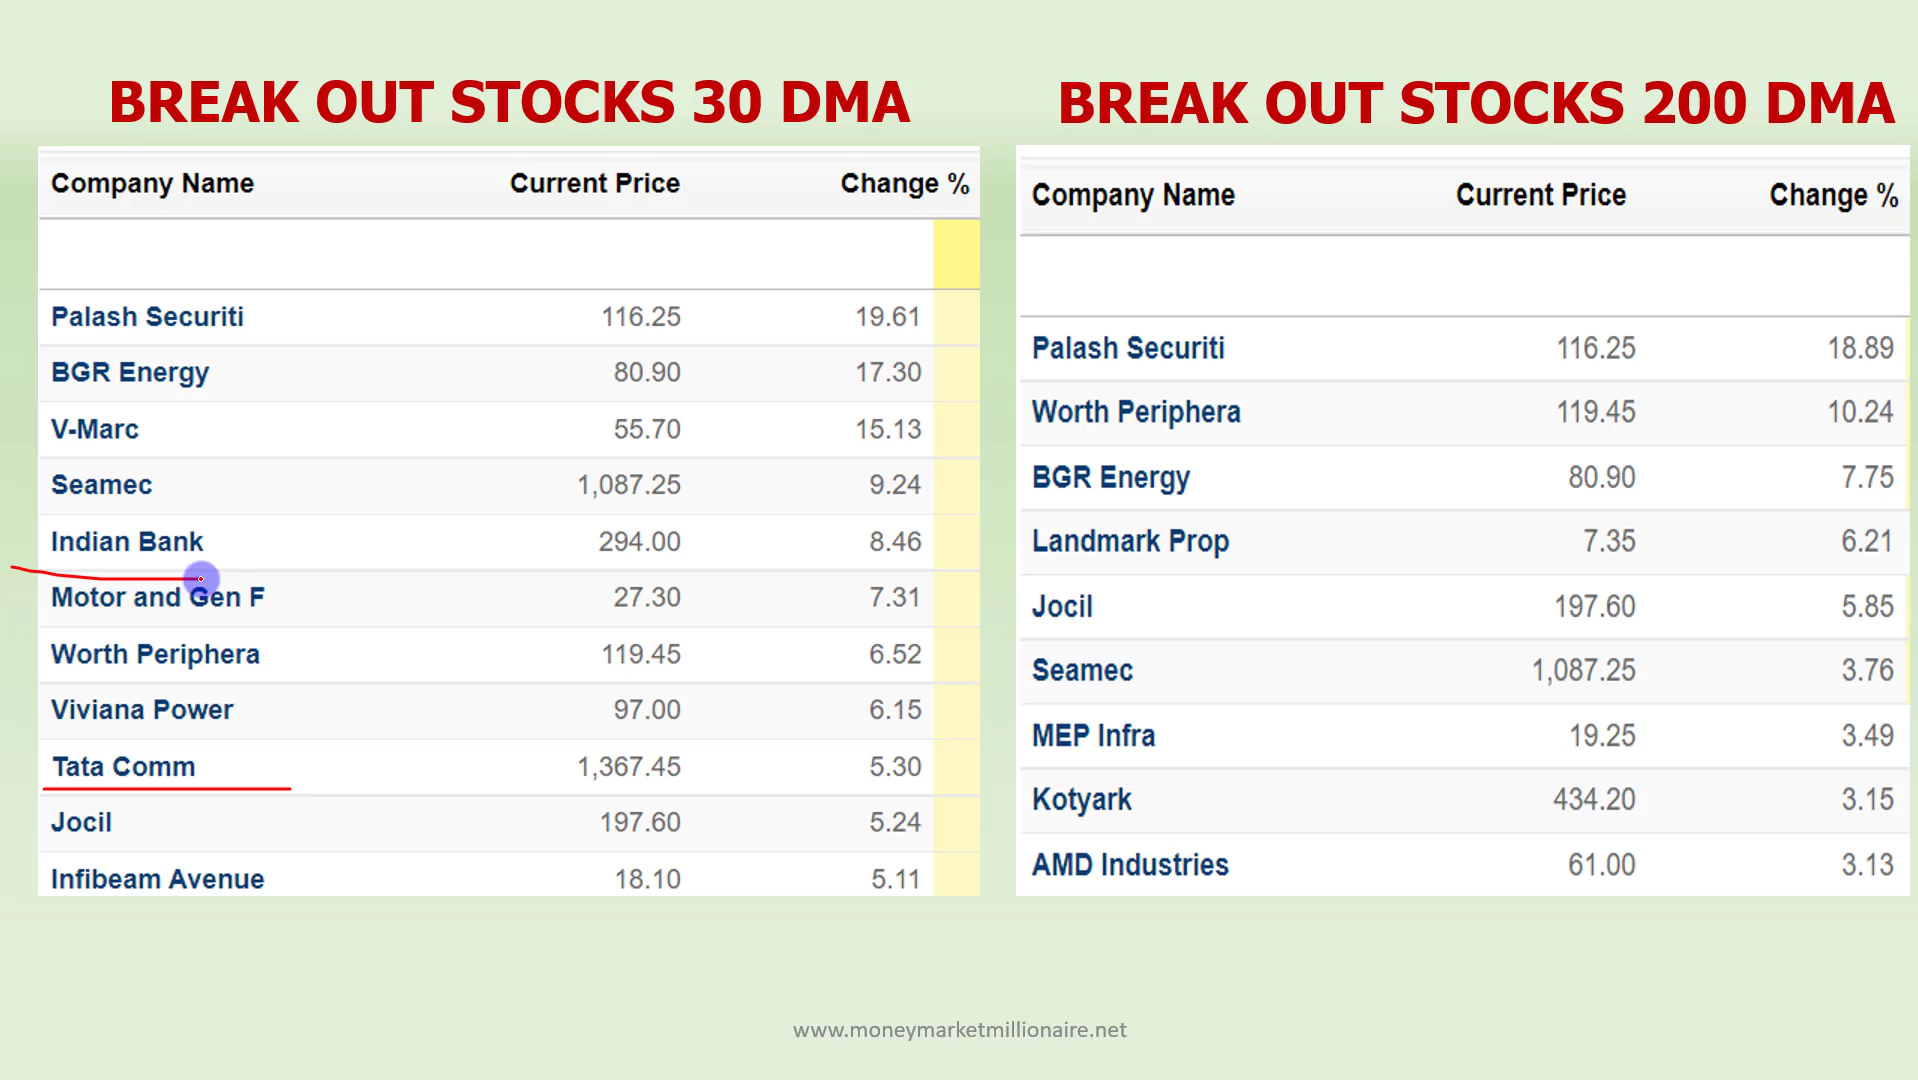 BREAK OUT STOCKS 30 DMA
Company Name Current Price Change %
Palash Securiti 116.25 19.61
BGR Energy 80.90 17.30
V-Marc 55.70 15.13
Seamec 1,087.25 9.24
Indian Bank 294.00 8.46
Motor and Gen F 27.30 7.31
Worth Periphera 119.45 6.52
Viviana Power 97.00 6.15
Tata Comm 1,367.45 5.30
Jocil 197.60 5.24
Infibeam Avenue 18.10 5.11
BREAK OUT STOCKS 200 DMA
Company Name Current Price Change %
Palash Securiti 116.25 18.89
Worth Periphera 119.45 10.24
BGR Energy 80.90 7.75
Landmark Prop 7.35 6.21
Jocil 197.60 5.85
Seamec 1,087.25 3.76
MEP Infra 19.25 3.49
Kotyark 434.20 3.15
AMD Industries 61.00 3.13
www.moneymarketmillionaire.net